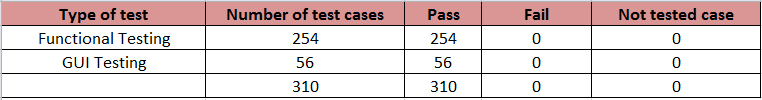 Type of test Number of test cases Pass Fail Not tested case
Functional Testing 254 254 0 0
GUI Testing 56 56 0 0
310 310 0 0